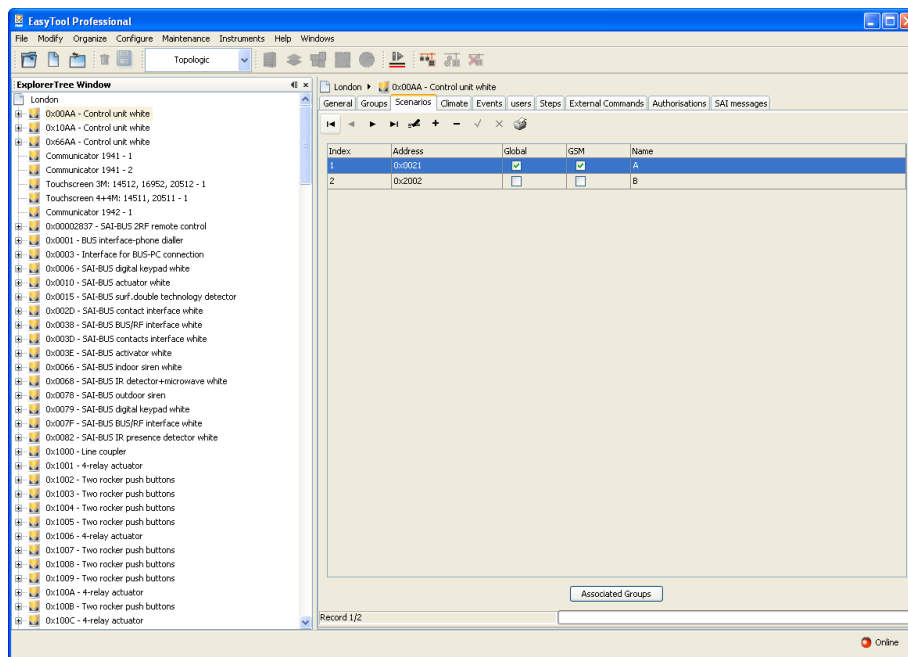 EasyTool Professional
File Modify Organize Configure Maintenance Instruments Help Windows
Topologic
ExplorerTree Window
London
0x00AA - Control unit white
0x10AA - Control unit white
0x66AA - Control unit white
Communicator 1941 - 1
Communicator 1941 - 2
Touchscreen 3M: 14512, 16952, 20512 - 1
Touchscreen 4+4M: 14511, 20511 - 1
Communicator 1942 - 1
0x00002837 - SAI-BUS 2RF remote control
0x0001 - BUS interface-phone dialler
0x0003 - Interface for BUS-PC connection
0x0006 - SAI-BUS digital keypad white
0x0010 - SAI-BUS actuator white
0x0015 - SAI-BUS surf.double technology detector
0x002D - SAI-BUS contact interface white
0x0038 - SAI-BUS BUS/RF interface white
0x003D - SAI-BUS contacts interface white
0x003E - SAI-BUS activator white
0x0066 - SAI-BUS indoor siren white
0x0068 - SAI-BUS IR detector+microwave white
0x0078 - SAI-BUS outdoor siren
0x0079 - SAI-BUS digital keypad white
0x007F - SAI-BUS BUS/RF interface white
0x0082 - SAI-BUS IR presence detector white
0x1000 - Line coupler
0x1001 - 4-relay actuator
0x1002 - Two rocker push buttons
0x1003 - Two rocker push buttons
0x1004 - Two rocker push buttons
0x1005 - Two rocker push buttons
0x1006 - 4-relay actuator
0x1007 - Two rocker push buttons
0x1008 - Two rocker push buttons
0x1009 - Two rocker push buttons
0x100A - 4-relay actuator
0x100B - Two rocker push buttons
0x100C - 4-relay actuator
London 0x00AA - Control unit white
General Groups Scenarios Climate Events users Steps External Commands Authorisations SAI messages
Index Address Global GSM Name
1 0x0021 A
2 0x2002 B
Associated Groups
Record 1/2
Online